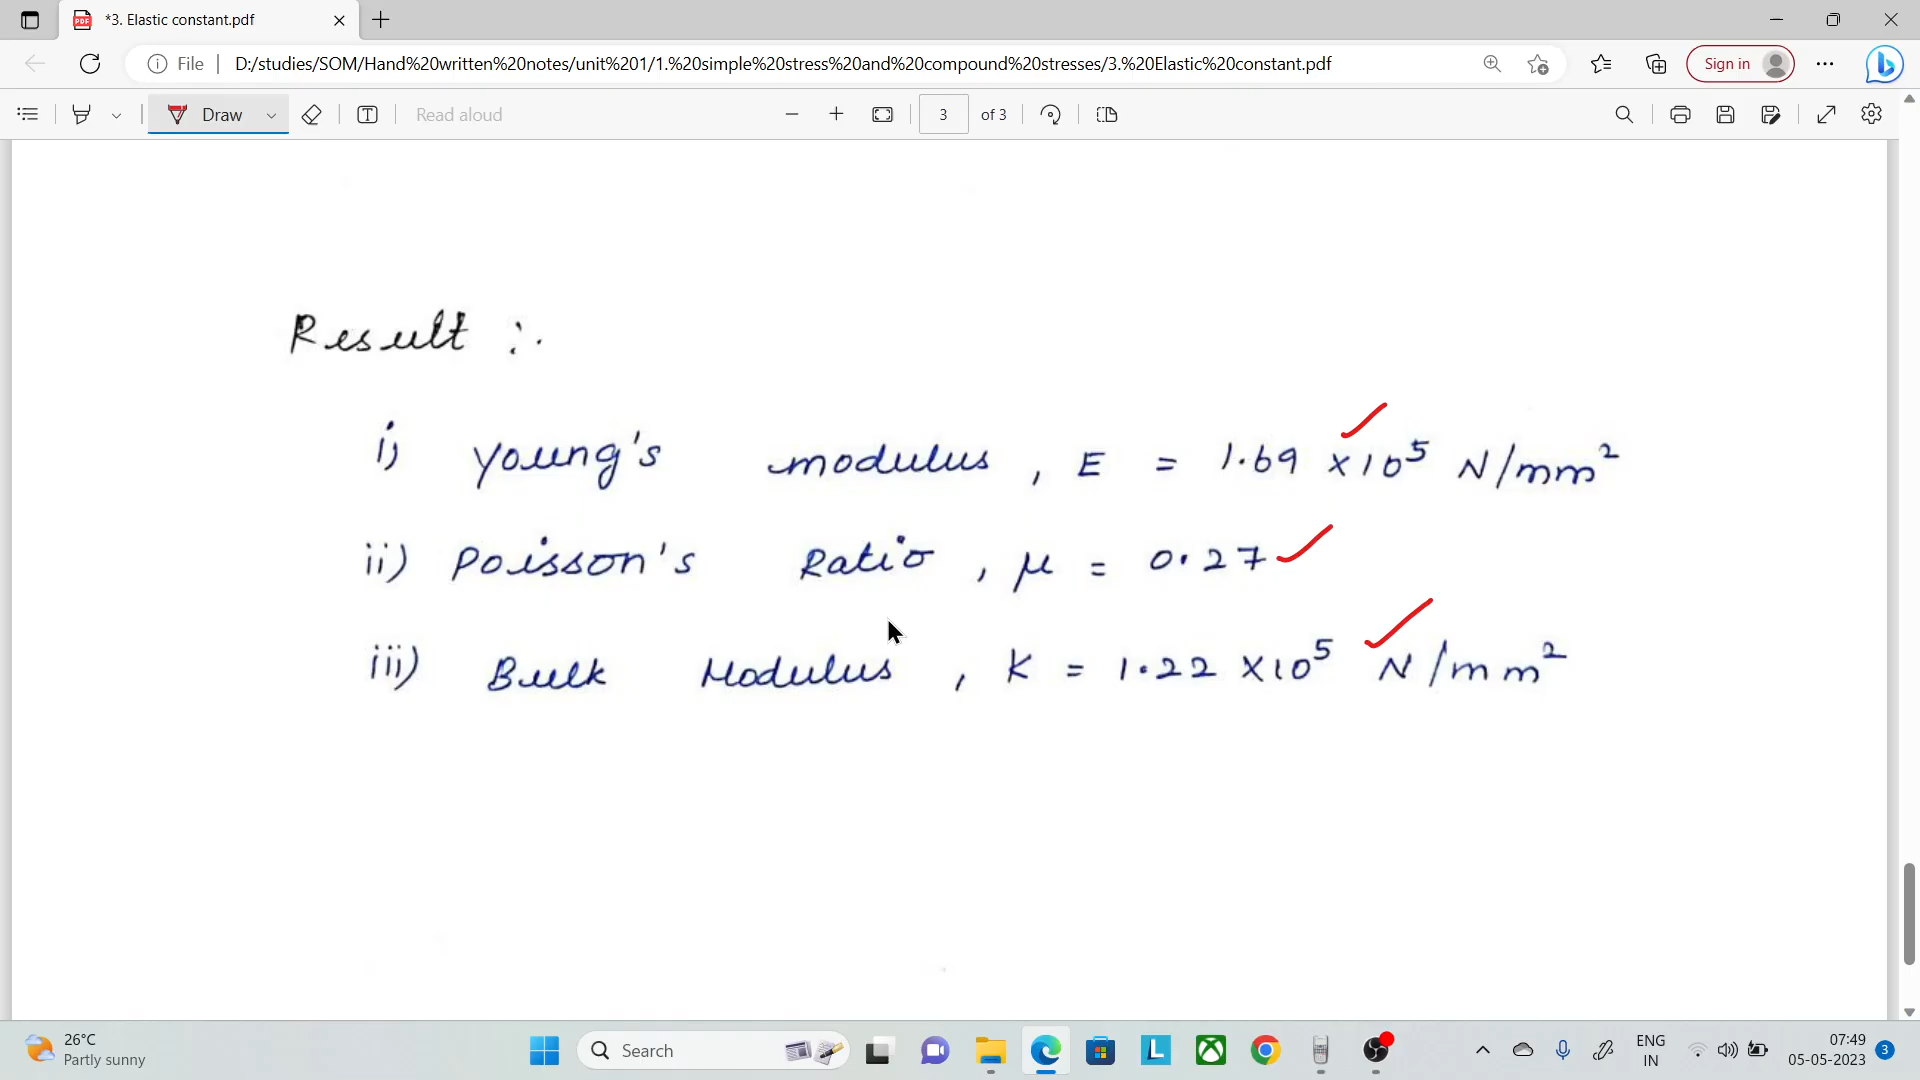 *3. Elastic constant.pdf
File | D:/studies/SOM/Hand%20written%20notes/unit%201/1.%20simple%20stress%20and%20compound%20stresses/3.%20Elastic%20constant.pdf
Sign in
Draw
Read aloud
3 of 3
Result :.
i) Young's modulus, E = 1.69 ×10⁵ N/mm²
ii) Poisson's Ratio, μ = 0.27
iii) Bulk Modulus, K = 1.22 ×10⁵ N/mm²
26°C
Partly sunny
Search
ENG
IN
07:49
05-05-2023
3